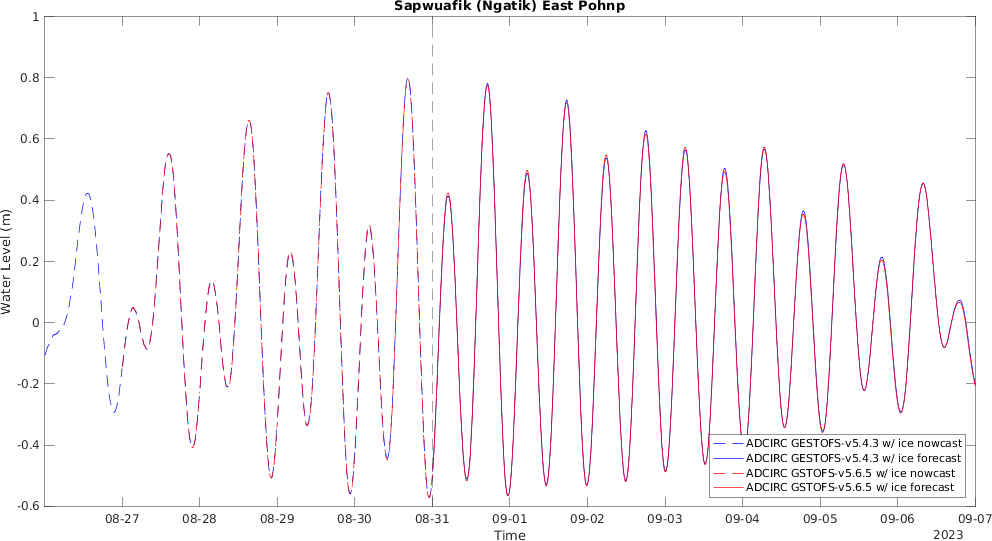 Sapwuafik (Ngatik) East Pohnp
1
0.8
0.6
0.4
0.2
0
-0.2
-0.4
-0.6
Water Level (m)
08-27 08-28 08-29 08-30 08-31 09-01 09-02 09-03 09-04 09-05 09-06 09-07
Time
2023
ADCIRC GESTOFS-v5.4.3 w/ ice nowcast
ADCIRC GESTOFS-v5.4.3 w/ ice forecast
ADCIRC GSTOFS-v5.6.5 w/ ice nowcast
ADCIRC GSTOFS-v5.6.5 w/ ice forecast